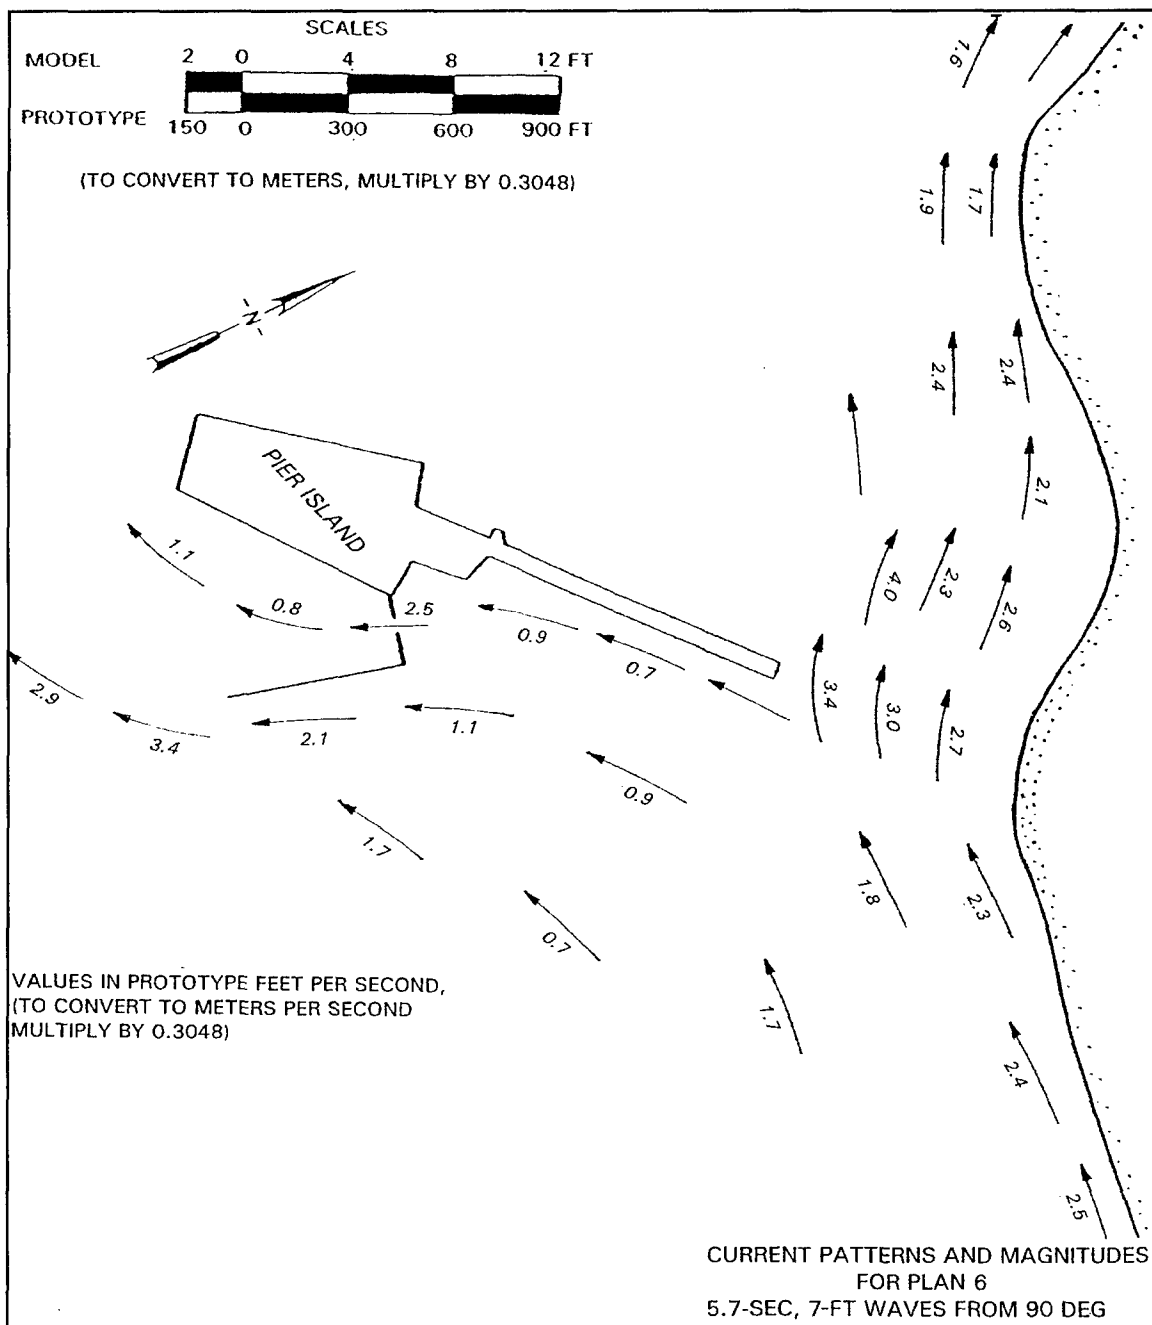 SCALES
MODEL 2 0 4 8 12 FT
PROTOTYPE 150 0 300 600 900 FT
(TO CONVERT TO METERS, MULTIPLY BY 0.3048)
-N-
PIER ISLAND
1.6
1.9
1.7
2.4
2.4
2.1
4.0
2.3
2.6
1.1
0.8
2.5
0.9
0.7
3.4
3.0
2.7
2.9
3.4
2.1
1.1
0.9
1.7
1.8
2.3
0.7
1.7
2.4
2.5
VALUES IN PROTOTYPE FEET PER SECOND,
(TO CONVERT TO METERS PER SECOND
MULTIPLY BY 0.3048)
CURRENT PATTERNS AND MAGNITUDES
FOR PLAN 6
5.7-SEC, 7-FT WAVES FROM 90 DEG